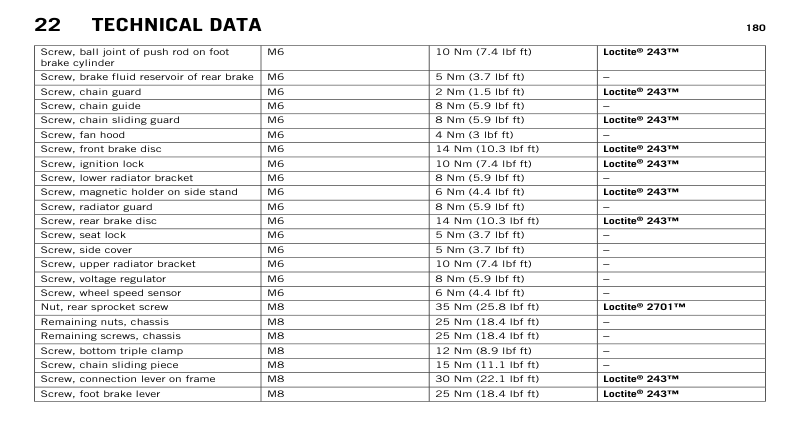 22 TECHNICAL DATA 180
Screw, ball joint of push rod on foot M6 10 Nm (7.4 lbf ft) Loctite® 243™
brake cylinder
Screw, brake fluid reservoir of rear brake M6 5 Nm (3.7 lbf ft) –
Screw, chain guard M6 2 Nm (1.5 lbf ft) Loctite® 243™
Screw, chain guide M6 8 Nm (5.9 lbf ft) –
Screw, chain sliding guard M6 8 Nm (5.9 lbf ft) Loctite® 243™
Screw, fan hood M6 4 Nm (3 lbf ft) –
Screw, front brake disc M6 14 Nm (10.3 lbf ft) Loctite® 243™
Screw, ignition lock M6 10 Nm (7.4 lbf ft) Loctite® 243™
Screw, lower radiator bracket M6 8 Nm (5.9 lbf ft) –
Screw, magnetic holder on side stand M6 6 Nm (4.4 lbf ft) Loctite® 243™
Screw, radiator guard M6 8 Nm (5.9 lbf ft) –
Screw, rear brake disc M6 14 Nm (10.3 lbf ft) Loctite® 243™
Screw, seat lock M6 5 Nm (3.7 lbf ft) –
Screw, side cover M6 5 Nm (3.7 lbf ft) –
Screw, upper radiator bracket M6 10 Nm (7.4 lbf ft) –
Screw, voltage regulator M6 8 Nm (5.9 lbf ft) –
Screw, wheel speed sensor M6 6 Nm (4.4 lbf ft) –
Nut, rear sprocket screw M8 35 Nm (25.8 lbf ft) Loctite® 2701™
Remaining nuts, chassis M8 25 Nm (18.4 lbf ft) –
Remaining screws, chassis M8 25 Nm (18.4 lbf ft) –
Screw, bottom triple clamp M8 12 Nm (8.9 lbf ft) –
Screw, chain sliding piece M8 15 Nm (11.1 lbf ft) –
Screw, connection lever on frame M8 30 Nm (22.1 lbf ft) Loctite® 243™
Screw, foot brake lever M8 25 Nm (18.4 lbf ft) Loctite® 243™